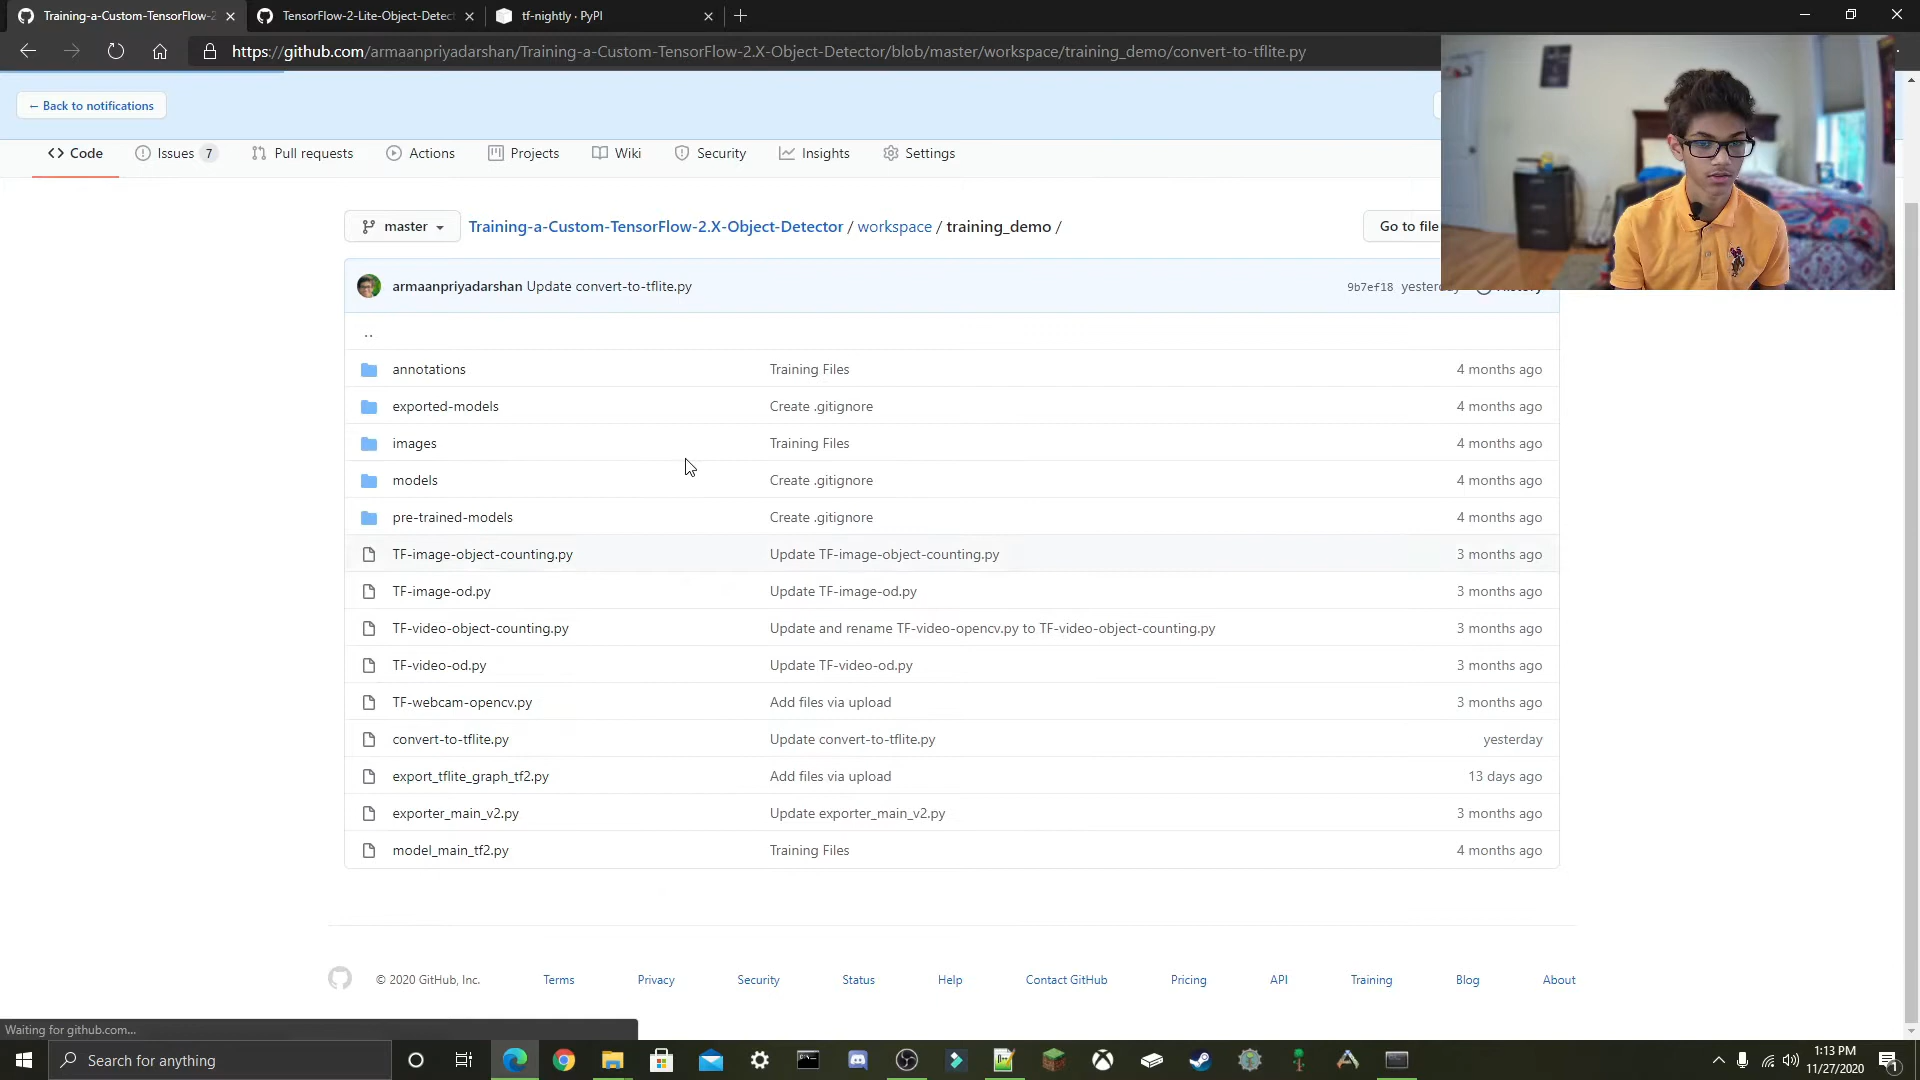 Training-a-Custom-TensorFlow-2
TensorFlow-2-Lite-Object-Detect
tf-nightly · PyPI
https://github.com/armaanpriyadarshan/Training-a-Custom-TensorFlow-2.X-Object-Detector/blob/master/workspace/training_demo/convert-to-tflite.py
← Back to notifications
Code
Issues 7
Pull requests
Actions
Projects
Wiki
Security
Insights
Settings
master
Training-a-Custom-TensorFlow-2.X-Object-Detector / workspace / training_demo /
Go to file
armaanpriyadarshan Update convert-to-tflite.py
9b7ef18 yesterday
..
annotations Training Files 4 months ago
exported-models Create .gitignore 4 months ago
images Training Files 4 months ago
models Create .gitignore 4 months ago
pre-trained-models Create .gitignore 4 months ago
TF-image-object-counting.py Update TF-image-object-counting.py 3 months ago
TF-image-od.py Update TF-image-od.py 3 months ago
TF-video-object-counting.py Update and rename TF-video-opencv.py to TF-video-object-counting.py 3 months ago
TF-video-od.py Update TF-video-od.py 3 months ago
TF-webcam-opencv.py Add files via upload 3 months ago
convert-to-tflite.py Update convert-to-tflite.py yesterday
export_tflite_graph_tf2.py Add files via upload 13 days ago
exporter_main_v2.py Update exporter_main_v2.py 3 months ago
model_main_tf2.py Training Files 4 months ago
© 2020 GitHub, Inc.
Terms
Privacy
Security
Status
Help
Contact GitHub
Pricing
API
Training
Blog
About
Waiting for github.com...
Search for anything
1:13 PM
11/27/2020
1